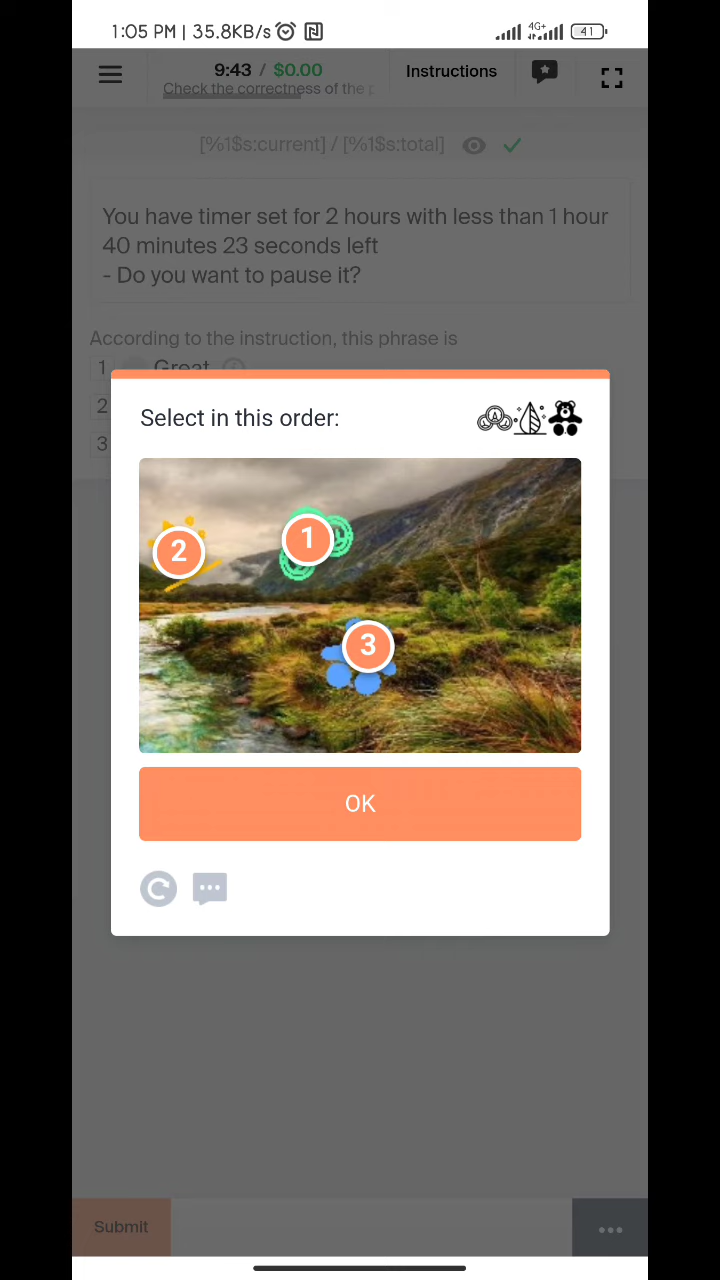 1:05 PM | 35.8KB/s
4G+
41
9:43 / $0.00
Check the correctness of the p
Instructions
[%1$s:current] / [%1$s:total]
You have timer set for 2 hours with less than 1 hour
40 minutes 23 seconds left
- Do you want to pause it?
According to the instruction, this phrase is
1 Great
2
3
Select in this order:
2
1
3
OK
Submit